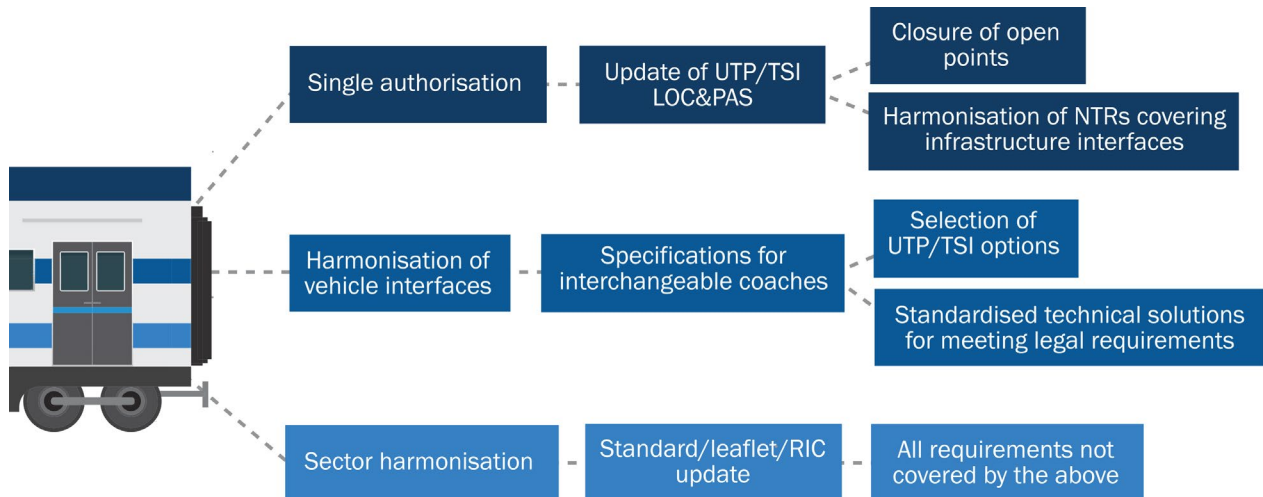 Single authorisation
Update of UTP/TSI
LOC&PAS
Closure of open
points
Harmonisation of NTRs covering
infrastructure interfaces
Harmonisation of
vehicle interfaces
Specifications for
interchangeable coaches
Selection of
UTP/TSI options
Standardised technical solutions
for meeting legal requirements
Sector harmonisation
Standard/leaflet/RIC
update
All requirements not
covered by the above